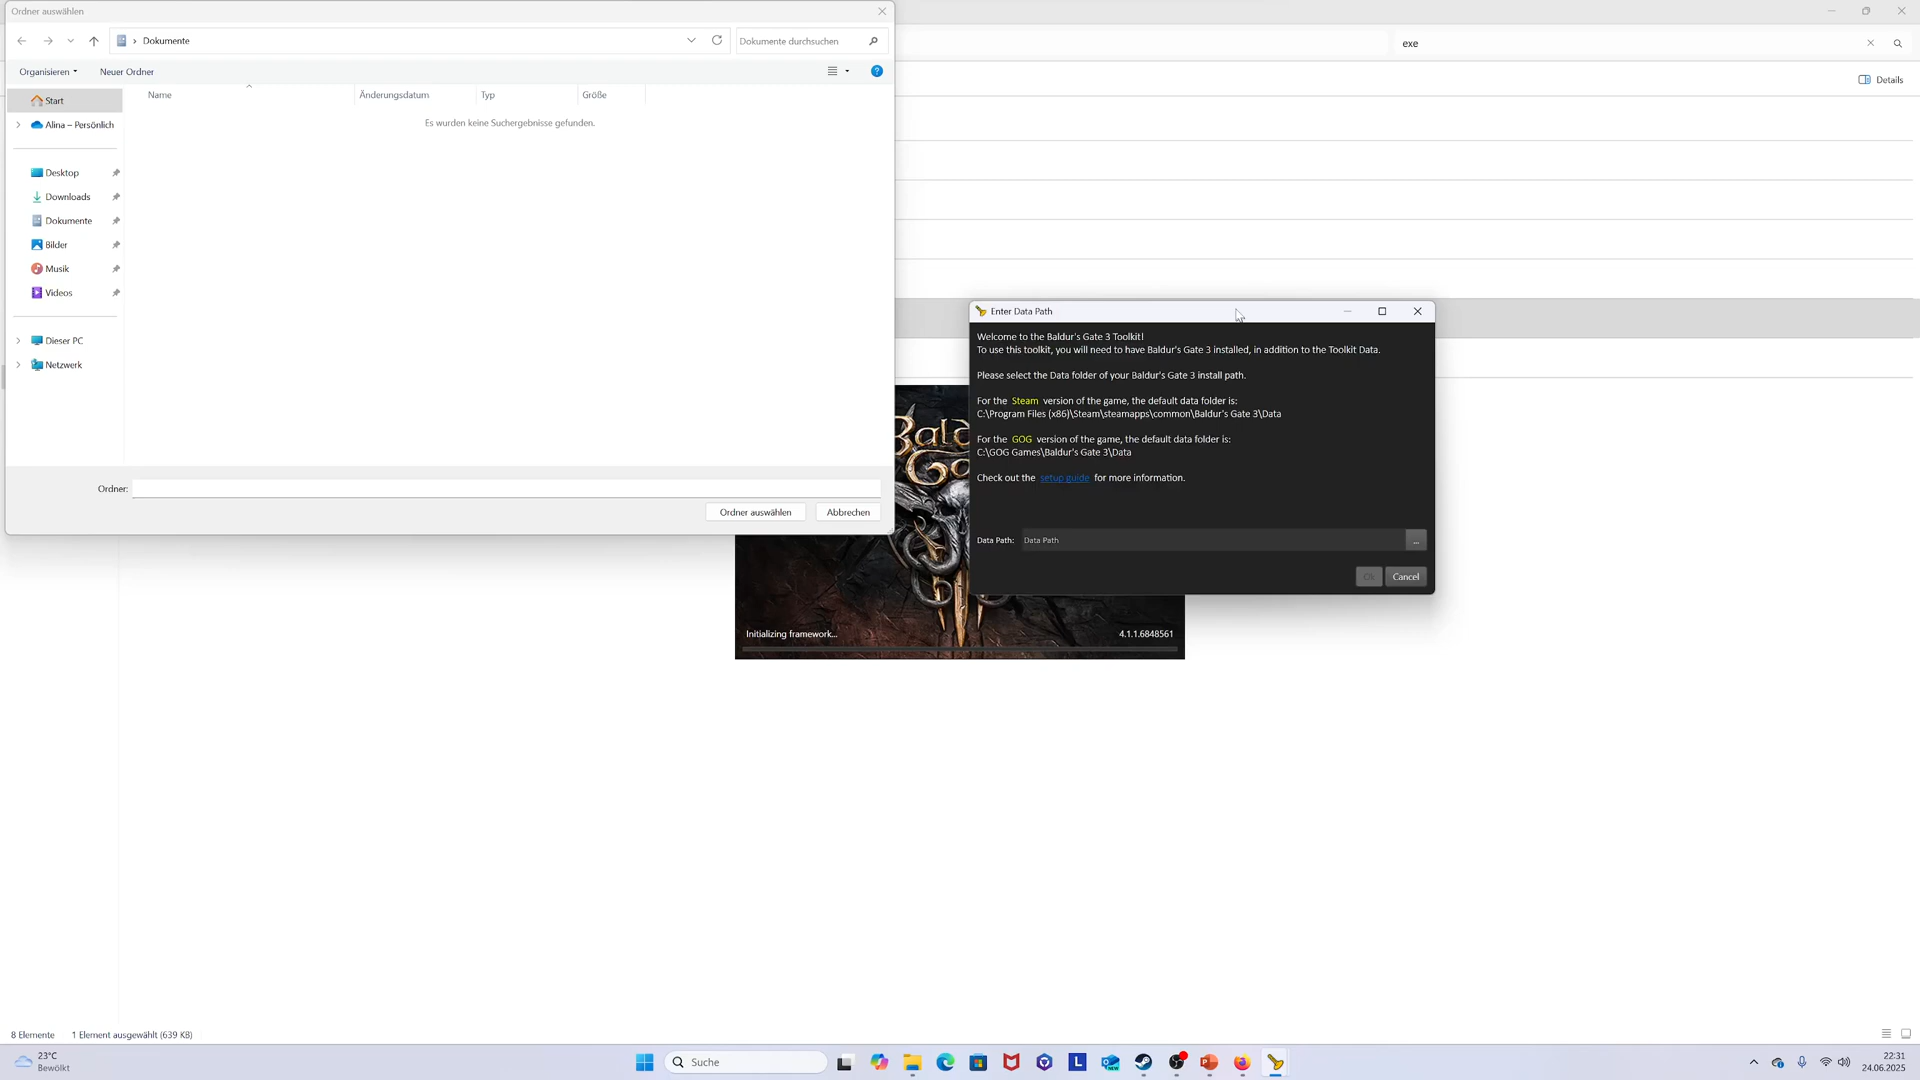 Ordner auswählen
Dokumente
Dokumente durchsuchen
exe
Organisieren
Neuer Ordner
Details
Start
Name
Änderungsdatum
Typ
Größe
Alina – Persönlich
Es wurden keine Suchergebnisse gefunden.
Desktop
Downloads
Dokumente
Bilder
Musik
Videos
Dieser PC
Netzwerk
Ordner:
Ordner auswählen
Abbrechen
Enter Data Path
Welcome to the Baldur's Gate 3 Toolkit!
To use this toolkit, you will need to have Baldur's Gate 3 installed, in addition to the Toolkit Data.
Please select the Data folder of your Baldur's Gate 3 install path.
For the Steam version of the game, the default data folder is:
C:\Program Files (x86)\Steam\steamapps\common\Baldur's Gate 3\Data
For the GOG version of the game, the default data folder is:
C:\GOG Games\Baldur's Gate 3\Data
Check out the setup guide for more information.
Data Path:
Data Path
...
Ok
Cancel
Initializing framework...
4.1.1.6848561
8 Elemente
1 Element ausgewählt (639 KB)
23°C
Bewölkt
Suche
22:31
24.06.2025